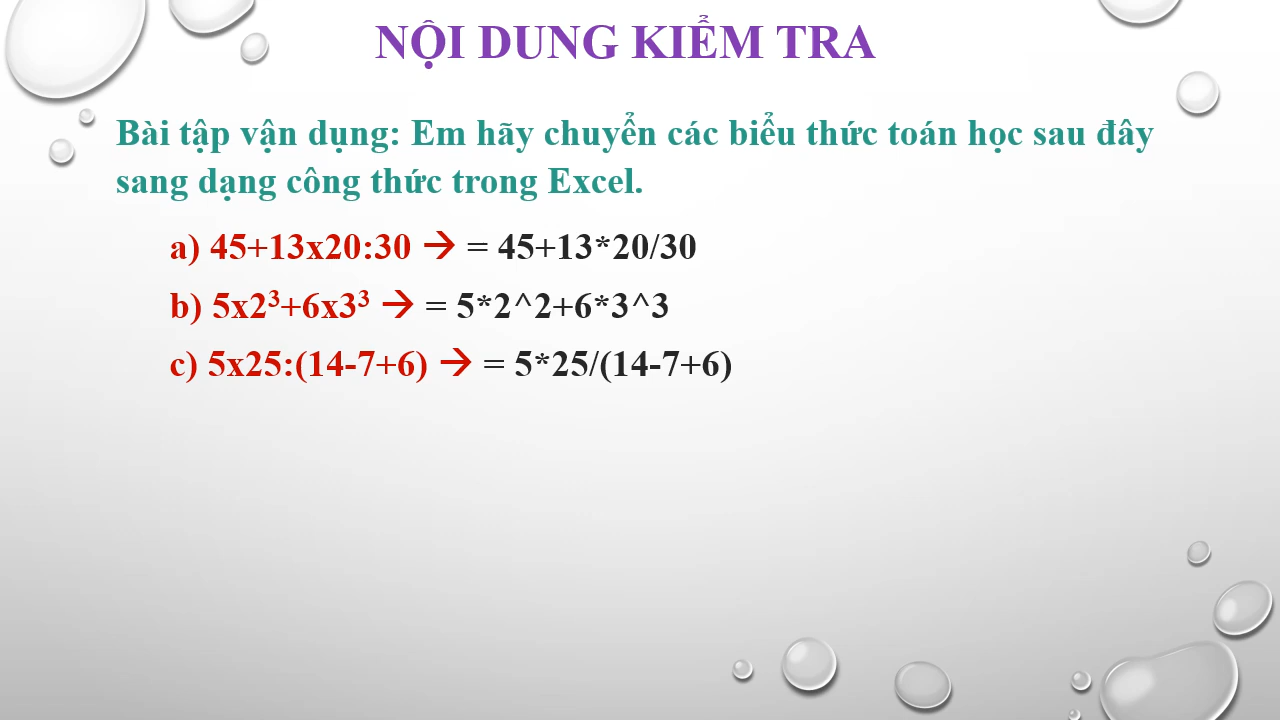 NỘI DUNG KIỂM TRA
Bài tập vận dụng: Em hãy chuyển các biểu thức toán học sau đây
sang dạng công thức trong Excel.
a) 45+13x20:30 → = 45+13*20/30
b) 5x2³+6x3³ → = 5*2^2+6*3^3
c) 5x25:(14-7+6) → = 5*25/(14-7+6)